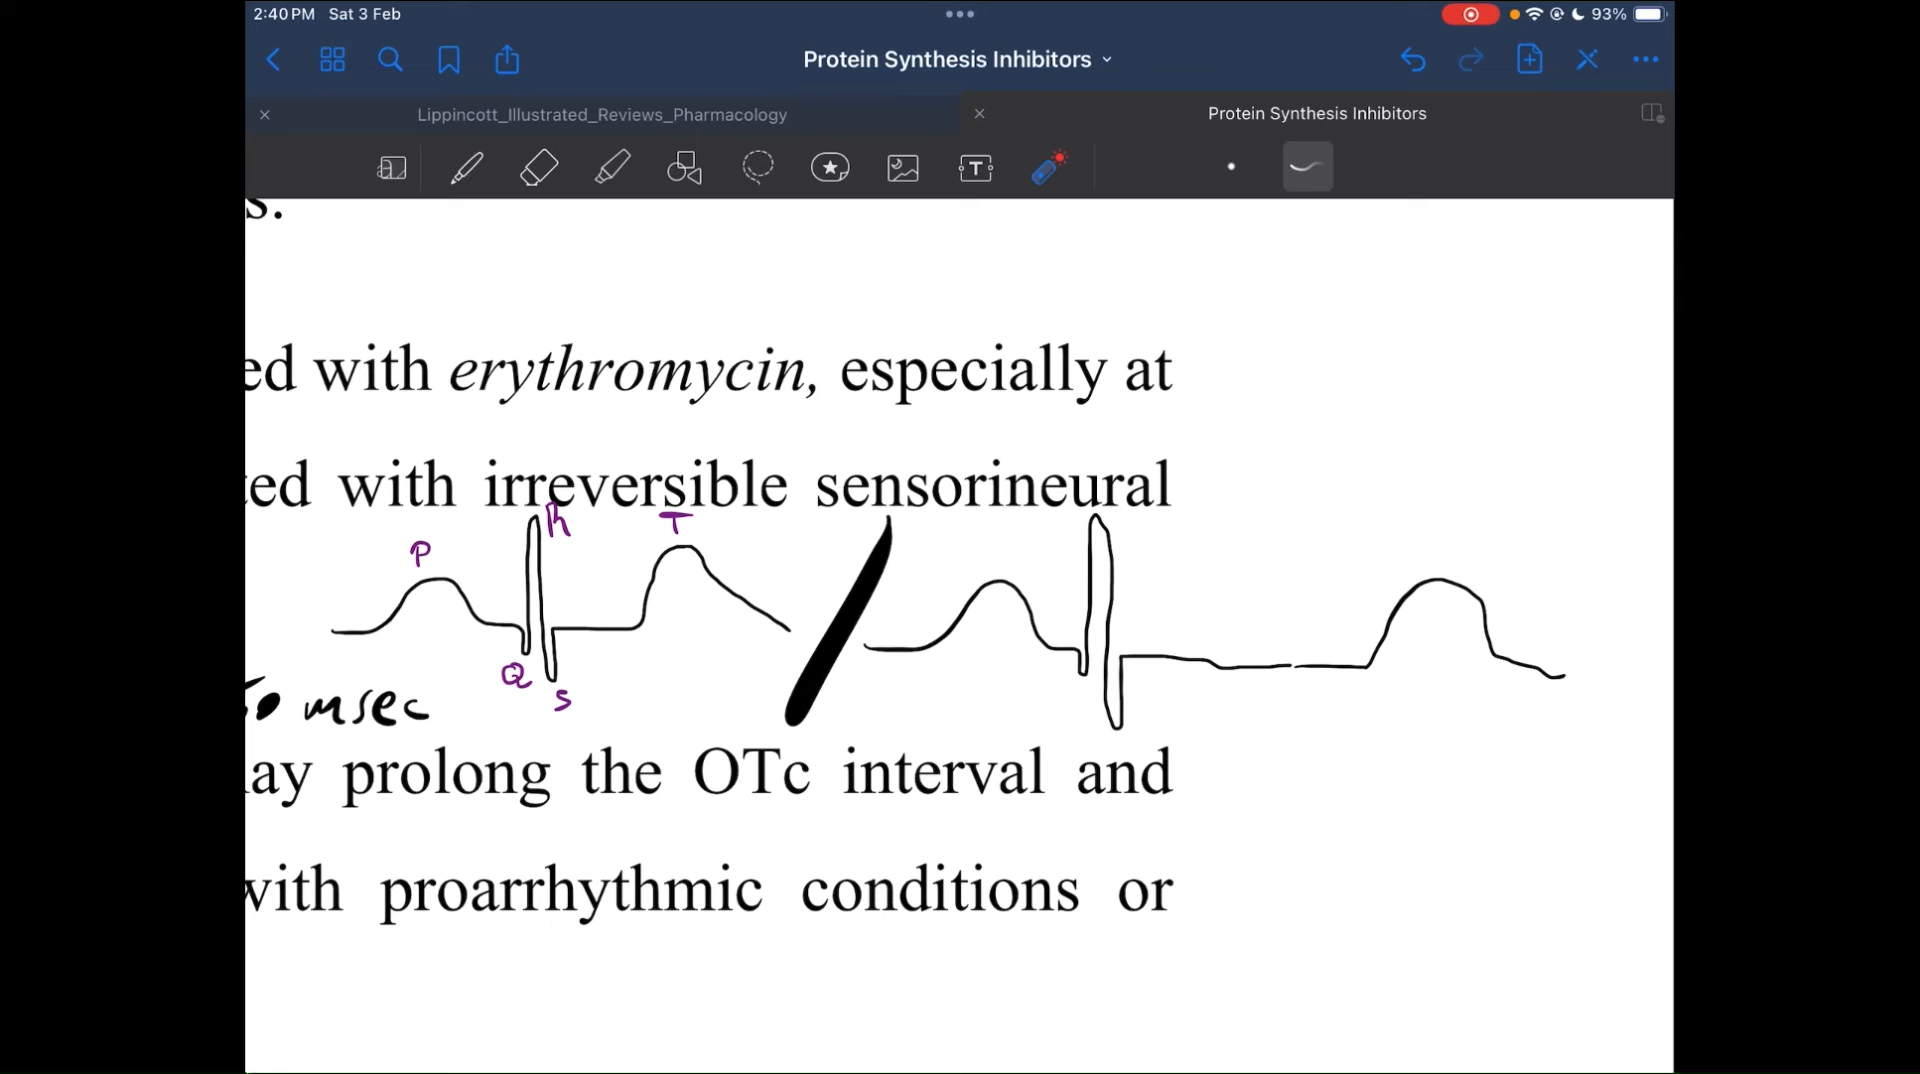 2:40 PM Sat 3 Feb 93%
Protein Synthesis Inhibitors
Lippincott_Illustrated_Reviews_Pharmacology Protein Synthesis Inhibitors
s.
ed with erythromycin, especially at
ted with irreversible sensorineural
P R T
Q S
msec
ay prolong the QTc interval and
with proarrhythmic conditions or